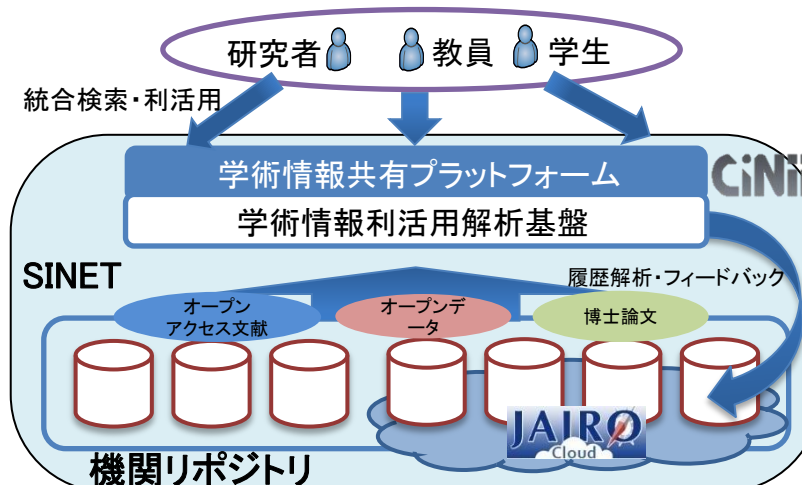 研究者
教員
学生
統合検索・利活用
学術情報共有プラットフォーム
CiNii
学術情報利活用解析基盤
SINET
履歴解析・フィードバック
オープン
アクセス文献
オープンデ
ータ
博士論文
JAIRO
Cloud
機関リポジトリ